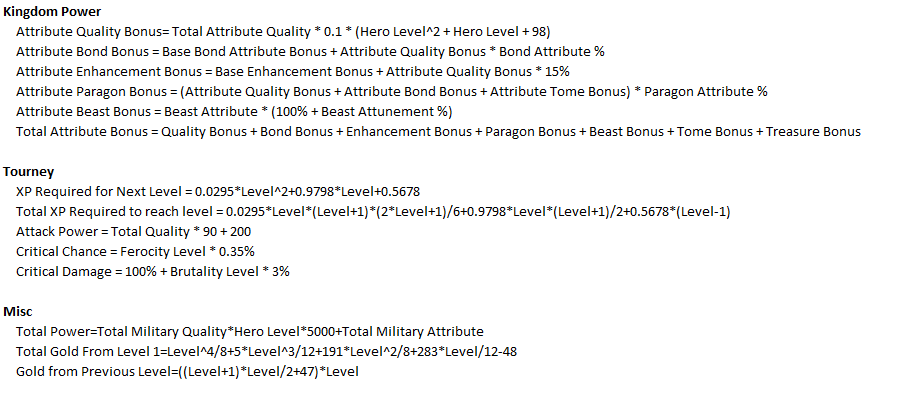 Kingdom Power
Attribute Quality Bonus= Total Attribute Quality * 0.1 * (Hero Level^2 + Hero Level + 98)
Attribute Bond Bonus = Base Bond Attribute Bonus + Attribute Quality Bonus * Bond Attribute %
Attribute Enhancement Bonus = Base Enhancement Bonus + Attribute Quality Bonus * 15%
Attribute Paragon Bonus = (Attribute Quality Bonus + Attribute Bond Bonus + Attribute Tome Bonus) * Paragon Attribute %
Attribute Beast Bonus = Beast Attribute * (100% + Beast Attunement %)
Total Attribute Bonus = Quality Bonus + Bond Bonus + Enhancement Bonus + Paragon Bonus + Beast Bonus + Tome Bonus + Treasure Bonus
Tourney
XP Required for Next Level = 0.0295*Level^2+0.9798*Level+0.5678
Total XP Required to reach level = 0.0295*Level*(Level+1)*(2*Level+1)/6+0.9798*Level*(Level+1)/2+0.5678*(Level-1)
Attack Power = Total Quality * 90 + 200
Critical Chance = Ferocity Level * 0.35%
Critical Damage = 100% + Brutality Level * 3%
Misc
Total Power=Total Military Quality*Hero Level*5000+Total Military Attribute
Total Gold From Level 1=Level^4/8+5*Level^3/12+191*Level^2/8+283*Level/12-48
Gold from Previous Level=((Level+1)*Level/2+47)*Level